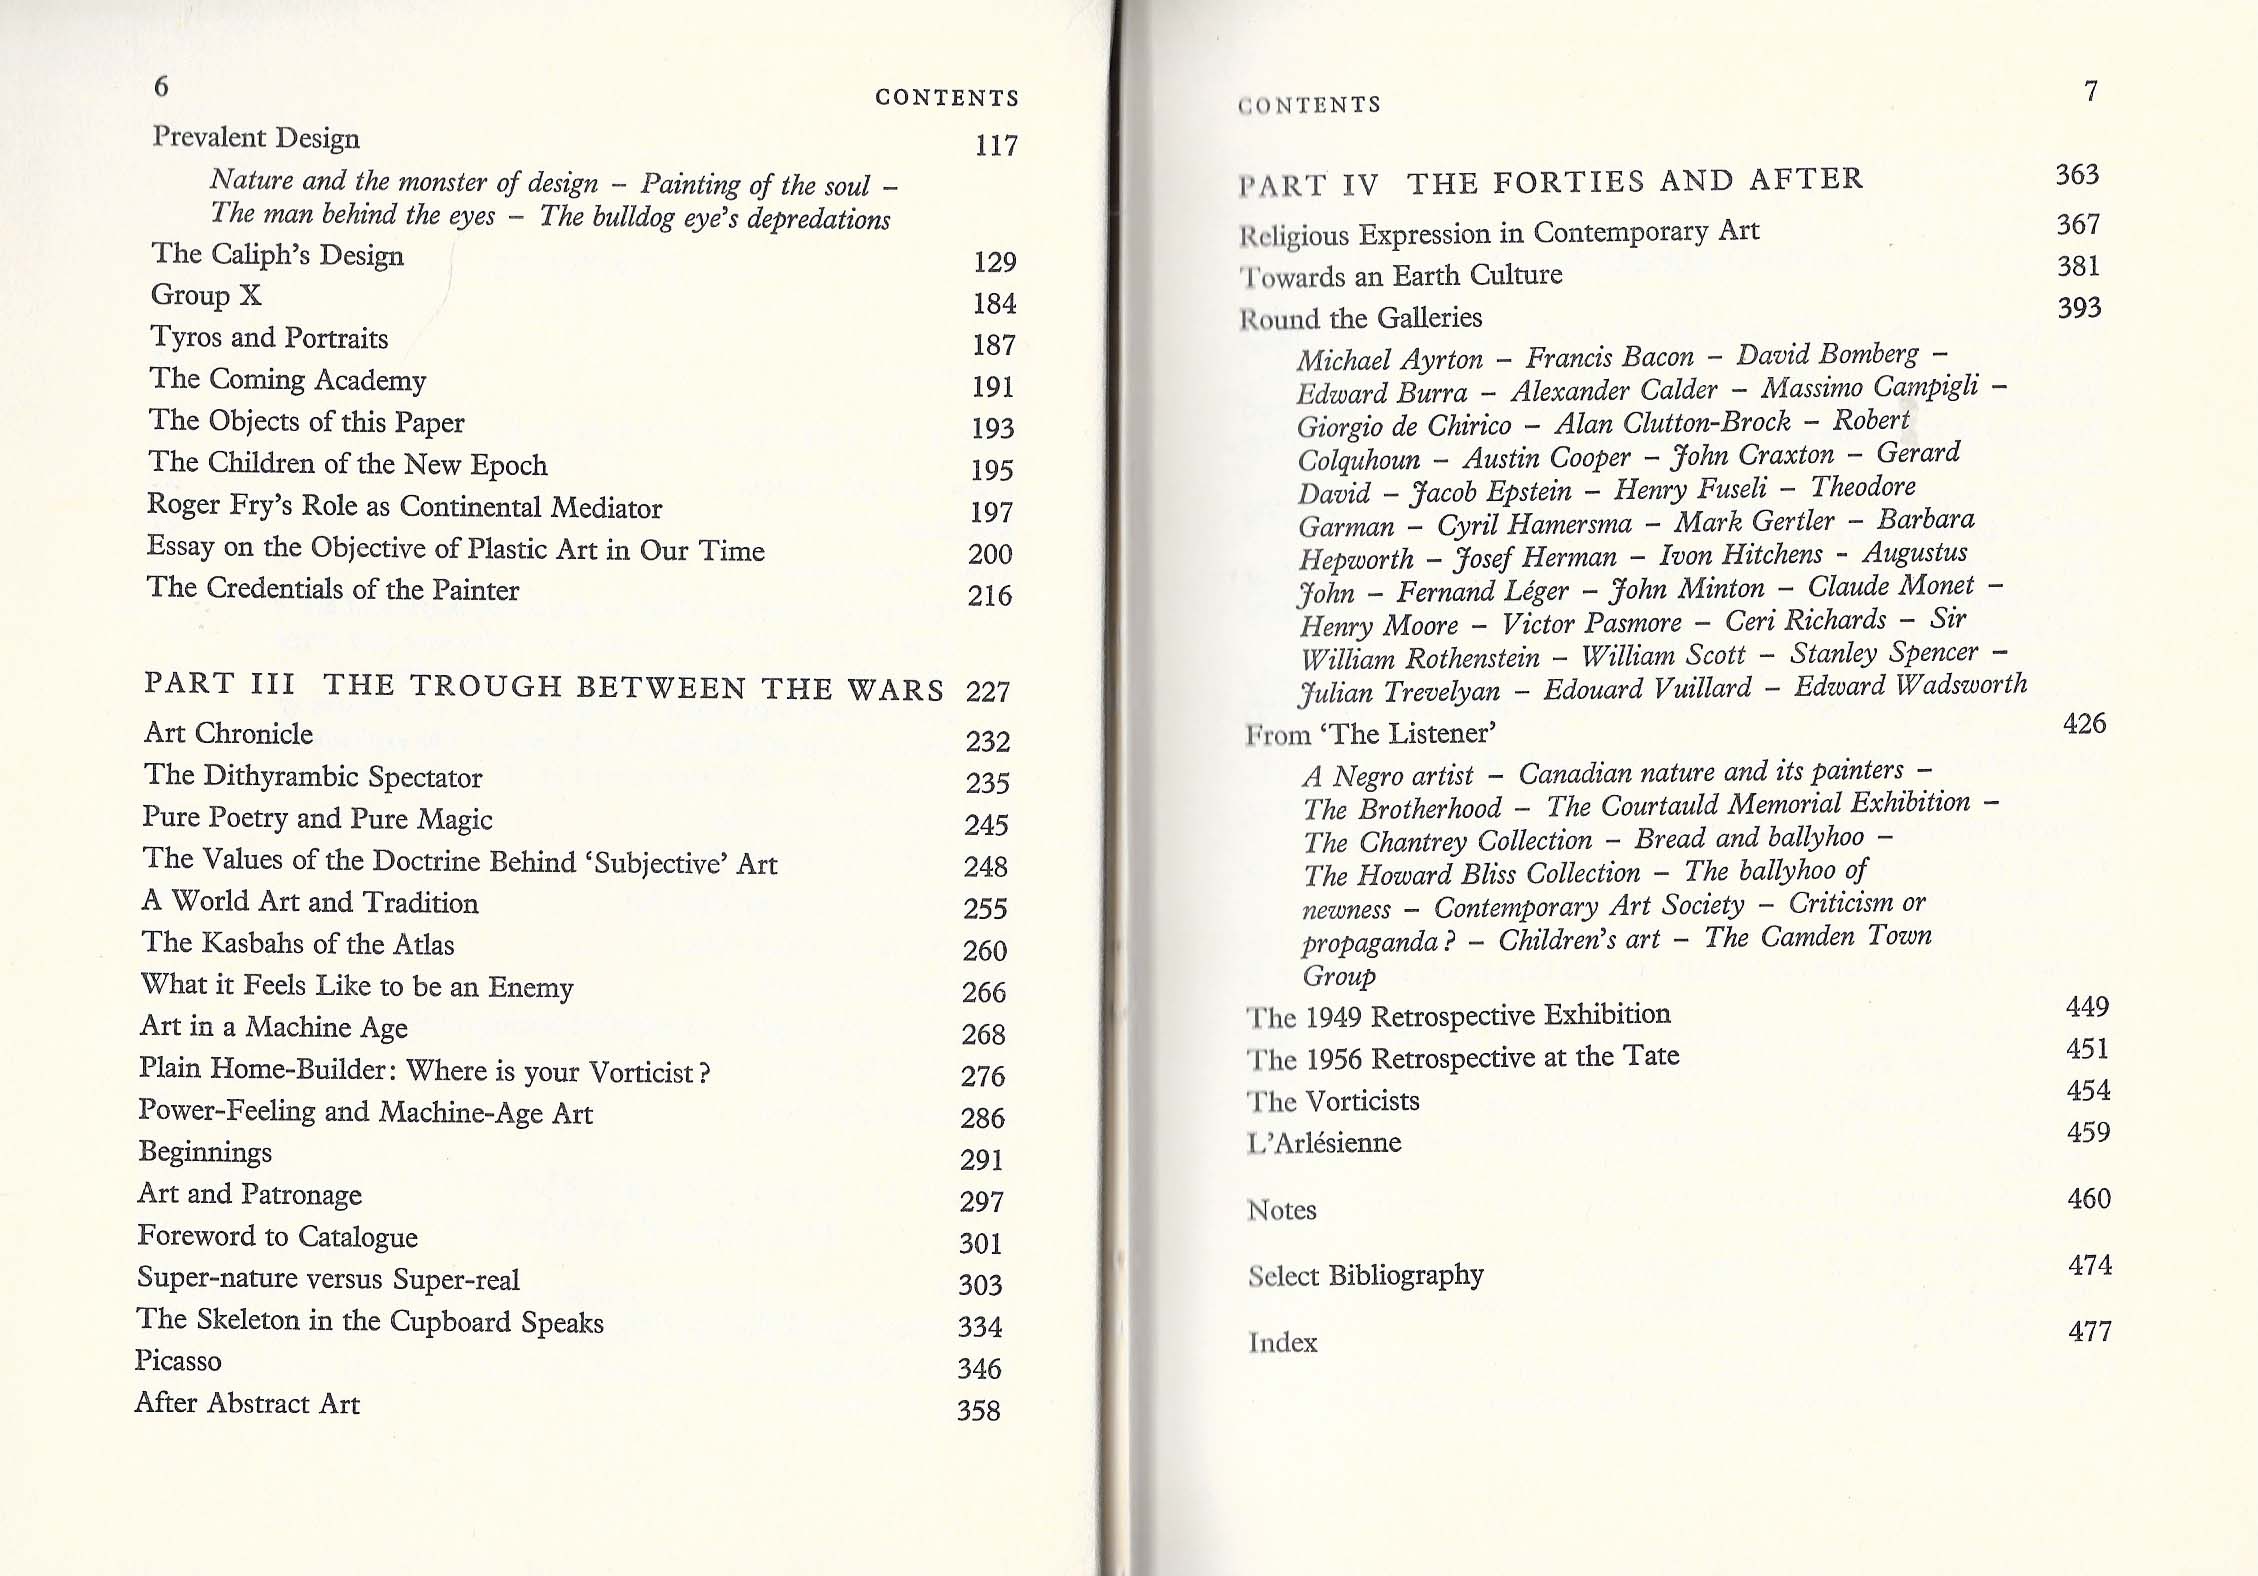 6 CONTENTS
Prevalent Design 117
Nature and the monster of design – Painting of the soul –
The man behind the eyes – The bulldog eye's depredations
The Caliph's Design 129
Group X 184
Tyros and Portraits 187
The Coming Academy 191
The Objects of this Paper 193
The Children of the New Epoch 195
Roger Fry's Role as Continental Mediator 197
Essay on the Objective of Plastic Art in Our Time 200
The Credentials of the Painter 216
PART III THE TROUGH BETWEEN THE WARS 227
Art Chronicle 232
The Dithyrambic Spectator 235
Pure Poetry and Pure Magic 245
The Values of the Doctrine Behind 'Subjective' Art 248
A World Art and Tradition 255
The Kasbahs of the Atlas 260
What it Feels Like to be an Enemy 266
Art in a Machine Age 268
Plain Home-Builder: Where is your Vorticist? 276
Power-Feeling and Machine-Age Art 286
Beginnings 291
Art and Patronage 297
Foreword to Catalogue 301
Super-nature versus Super-real 303
The Skeleton in the Cupboard Speaks 334
Picasso 346
After Abstract Art 358
CONTENTS 7
PART IV THE FORTIES AND AFTER 363
Religious Expression in Contemporary Art 367
Towards an Earth Culture 381
Round the Galleries 393
Michael Ayrton – Francis Bacon – David Bomberg –
Edward Burra – Alexander Calder – Massimo Campigli –
Giorgio de Chirico – Alan Clutton-Brock – Robert
Colquhoun – Austin Cooper – John Craxton – Gerard
David – Jacob Epstein – Henry Fuseli – Theodore
Garman – Cyril Hamersma – Mark Gertler – Barbara
Hepworth – Josef Herman – Ivon Hitchens - Augustus
John – Fernand Léger – John Minton – Claude Monet –
Henry Moore – Victor Pasmore – Ceri Richards – Sir
William Rothenstein – William Scott – Stanley Spencer –
Julian Trevelyan – Edouard Vuillard – Edward Wadsworth
From 'The Listener' 426
A Negro artist – Canadian nature and its painters –
The Brotherhood – The Courtauld Memorial Exhibition –
The Chantrey Collection – Bread and ballyhoo –
The Howard Bliss Collection – The ballyhoo of
newness – Contemporary Art Society – Criticism or
propaganda? – Children's art – The Camden Town
Group
The 1949 Retrospective Exhibition 449
The 1956 Retrospective at the Tate 451
The Vorticists 454
L'Arlésienne 459
Notes 460
Select Bibliography 474
Index 477